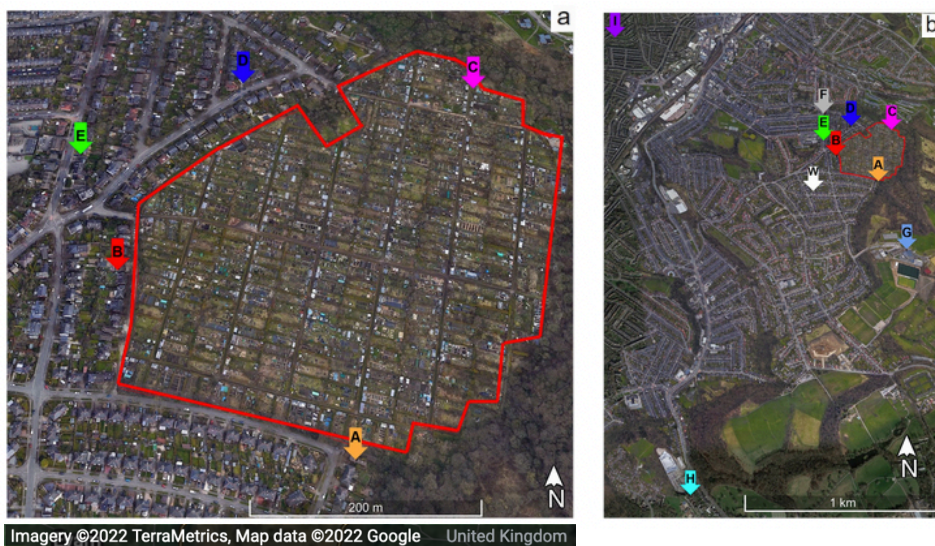 a
D
C
E
B
A
200 m
N
Imagery ©2022 TerraMetrics, Map data ©2022 Google United Kingdom
b
I
F
E
D
C
B
A
W
G
H
N
1 km